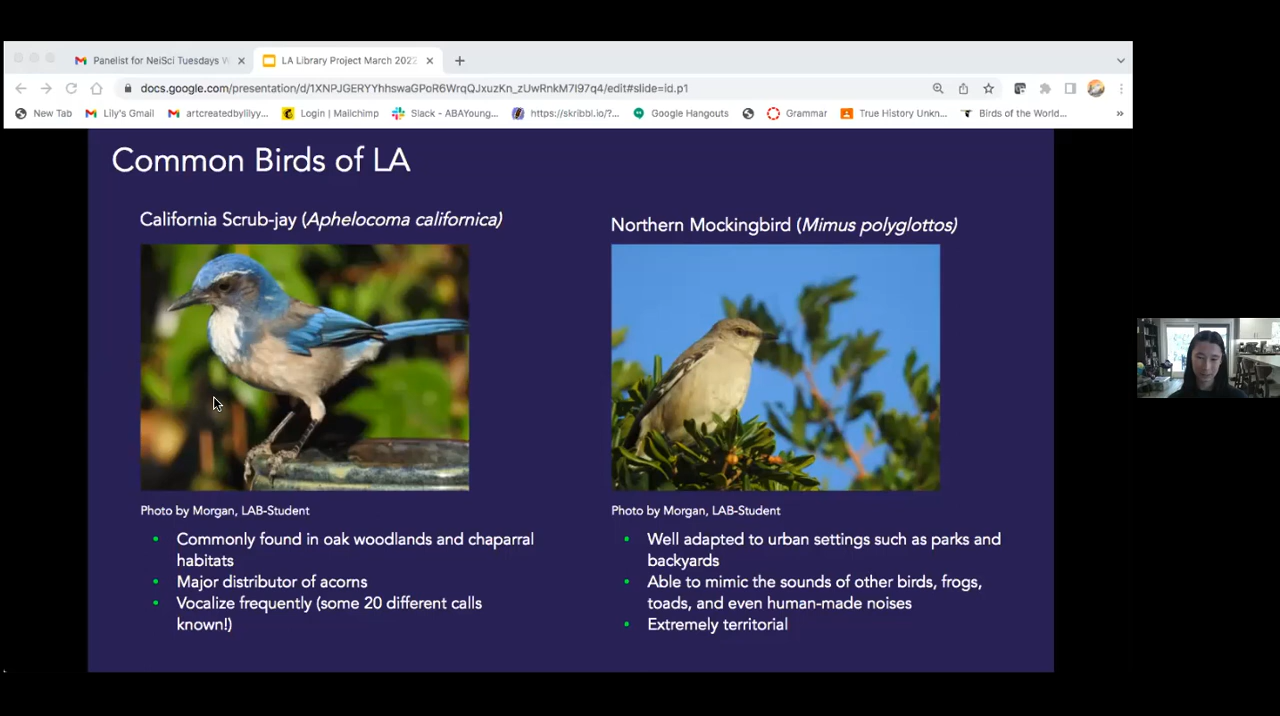 Panelist for NeiSci Tuesdays W
LA Library Project March 2022
docs.google.com/presentation/d/1XNPJGERYYhhswaGPoR6WrqQJxuzKn_zUwRnkM7I97q4/edit#slide=id.p1
New Tab
Lily's Gmail
artcreatedbylilyy...
Login | Mailchimp
Slack - ABAYoung...
https://skribbl.io/?...
Google Hangouts
Grammar
True History Unkn...
Birds of the World...
»
Common Birds of LA
California Scrub-jay (Aphelocoma californica)
Photo by Morgan, LAB-Student
• Commonly found in oak woodlands and chaparral
habitats
• Major distributor of acorns
• Vocalize frequently (some 20 different calls
known!)
Northern Mockingbird (Mimus polyglottos)
Photo by Morgan, LAB-Student
• Well adapted to urban settings such as parks and
backyards
• Able to mimic the sounds of other birds, frogs,
toads, and even human-made noises
• Extremely territorial